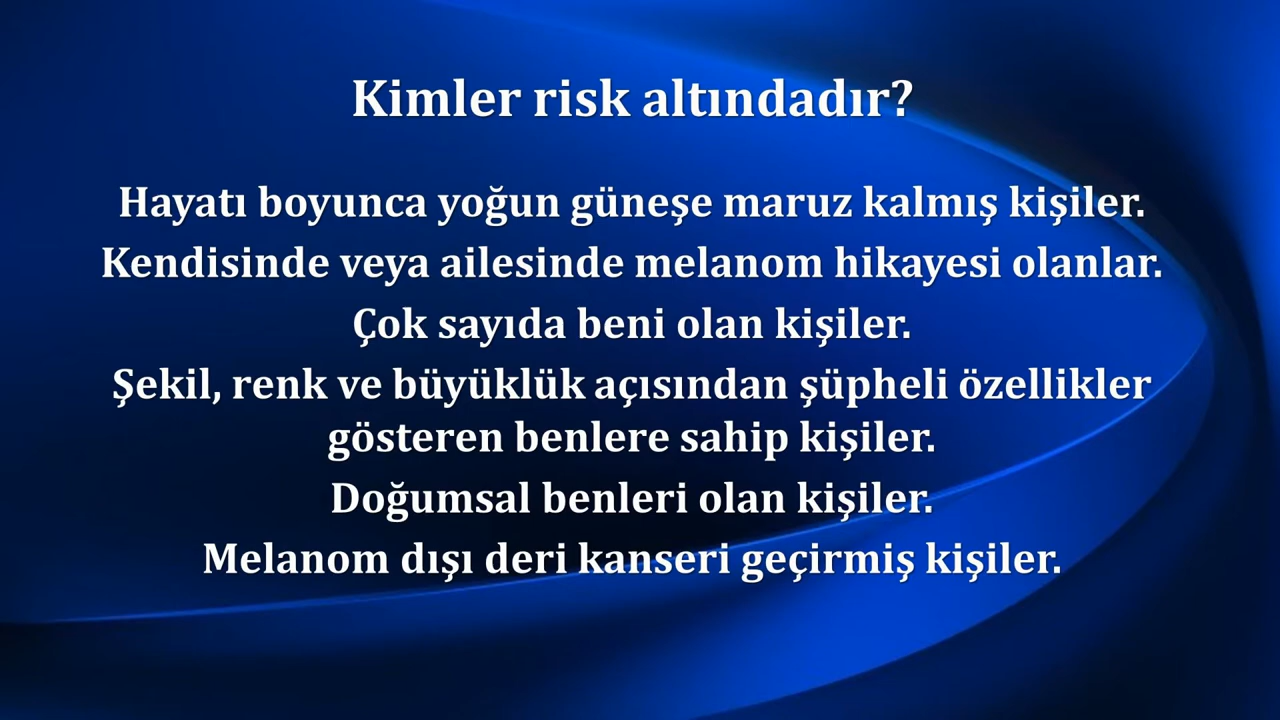 Kimler risk altındadır?
Hayatı boyunca yoğun güneşe maruz kalmış kişiler.
Kendisinde veya ailesinde melanom hikayesi olanlar.
Çok sayıda beni olan kişiler.
Şekil, renk ve büyüklük açısından şüpheli özellikler
gösteren benlere sahip kişiler.
Doğumsal benleri olan kişiler.
Melanom dışı deri kanseri geçirmiş kişiler.